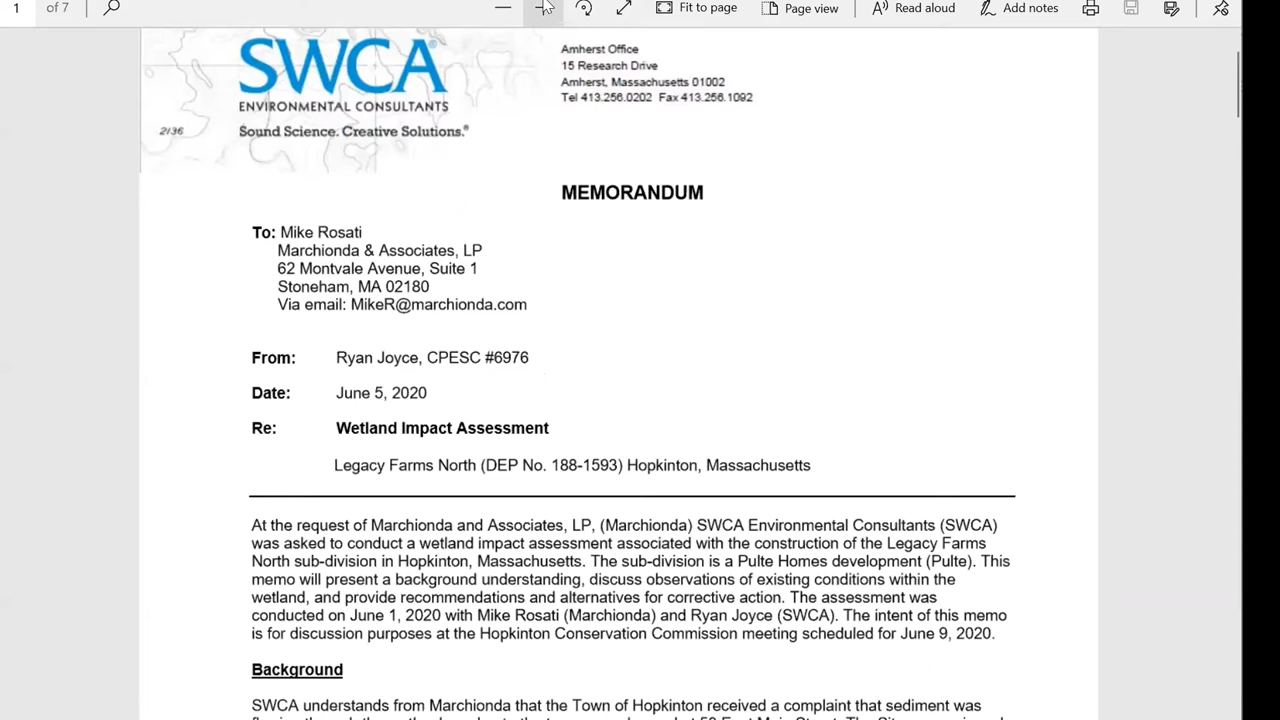 1 of 7 Fit to page Page view Read aloud Add notes
SWCA
ENVIRONMENTAL CONSULTANTS
Sound Science. Creative Solutions.®
2136
Amherst Office
15 Research Drive
Amherst, Massachusetts 01002
Tel 413.256.0202 Fax 413.256.1092
MEMORANDUM
To: Mike Rosati
Marchionda & Associates, LP
62 Montvale Avenue, Suite 1
Stoneham, MA 02180
Via email: MikeR@marchionda.com
From: Ryan Joyce, CPESC #6976
Date: June 5, 2020
Re: Wetland Impact Assessment
Legacy Farms North (DEP No. 188-1593) Hopkinton, Massachusetts
At the request of Marchionda and Associates, LP, (Marchionda) SWCA Environmental Consultants (SWCA)
was asked to conduct a wetland impact assessment associated with the construction of the Legacy Farms
North sub-division in Hopkinton, Massachusetts. The sub-division is a Pulte Homes development (Pulte). This
memo will present a background understanding, discuss observations of existing conditions within the
wetland, and provide recommendations and alternatives for corrective action. The assessment was
conducted on June 1, 2020 with Mike Rosati (Marchionda) and Ryan Joyce (SWCA). The intent of this memo
is for discussion purposes at the Hopkinton Conservation Commission meeting scheduled for June 9, 2020.
Background
SWCA understands from Marchionda that the Town of Hopkinton received a complaint that sediment was